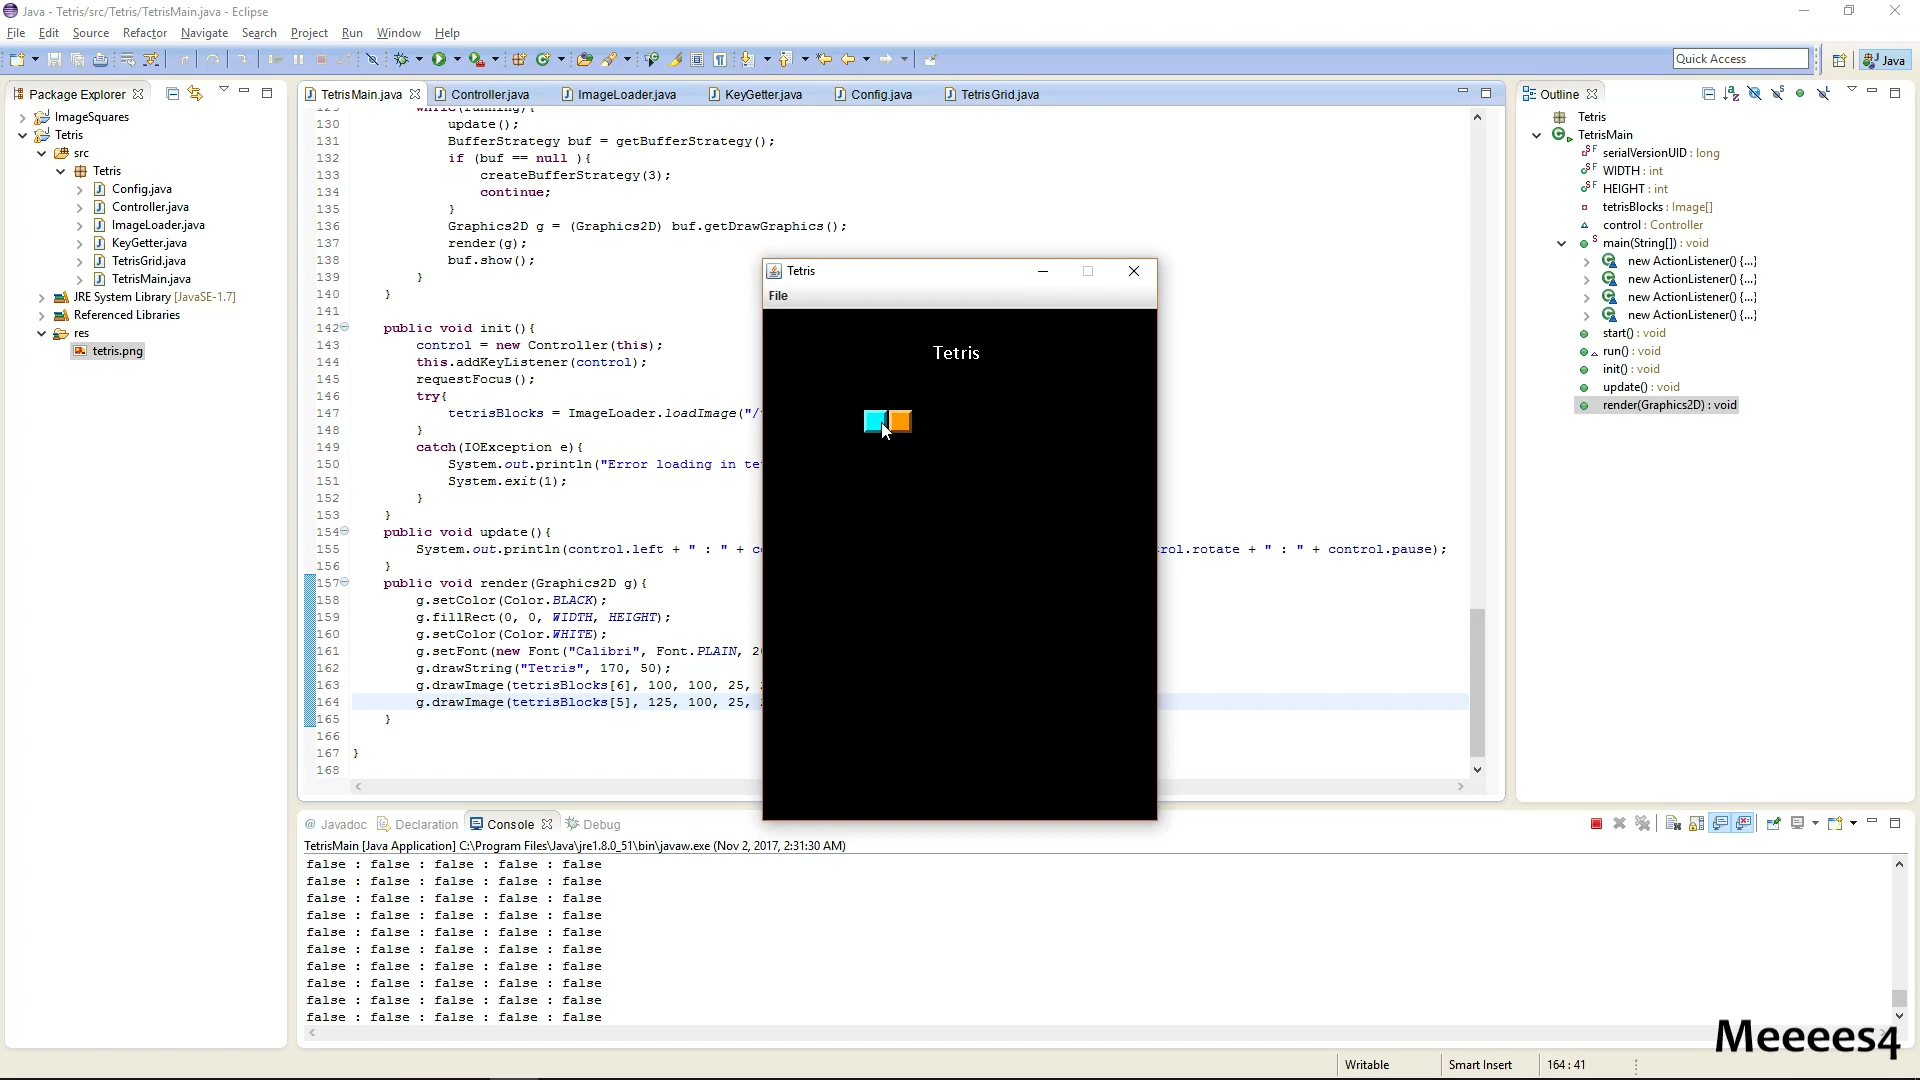 Java - Tetris/src/Tetris/TetrisMain.java - Eclipse
File Edit Source Refactor Navigate Search Project Run Window Help
Quick Access
Java
Package Explorer
ImageSquares
Tetris
src
Tetris
Config.java
Controller.java
ImageLoader.java
KeyGetter.java
TetrisGrid.java
TetrisMain.java
JRE System Library [JavaSE-1.7]
Referenced Libraries
res
tetris.png
TetrisMain.java Controller.java ImageLoader.java KeyGetter.java Config.java TetrisGrid.java
130 update();
131 BufferStrategy buf = getBufferStrategy();
132 if (buf == null ){
133 createBufferStrategy(3);
134 continue;
135 }
136 Graphics2D g = (Graphics2D) buf.getDrawGraphics();
137 render(g);
138 buf.show();
139 }
140 }
141
142 public void init(){
143 control = new Controller(this);
144 this.addKeyListener(control);
145 requestFocus();
146 try{
147 tetrisBlocks = ImageLoader.loadImage("/
148 }
149 catch(IOException e){
150 System.out.println("Error loading in te
151 System.exit(1);
152 }
153 }
154 public void update(){
155 System.out.println(control.left + " : " + c rol.rotate + " : " + control.pause);
156 }
157 public void render(Graphics2D g){
158 g.setColor(Color.BLACK);
159 g.fillRect(0, 0, WIDTH, HEIGHT);
160 g.setColor(Color.WHITE);
161 g.setFont(new Font("Calibri", Font.PLAIN, 2
162 g.drawString("Tetris", 170, 50);
163 g.drawImage(tetrisBlocks[6], 100, 100, 25,
164 g.drawImage(tetrisBlocks[5], 125, 100, 25,
165 }
166
167 }
168
Tetris
File
Tetris
Outline
Tetris
TetrisMain
serialVersionUID : long
WIDTH : int
HEIGHT : int
tetrisBlocks : Image[]
control : Controller
main(String[]) : void
new ActionListener() {...}
new ActionListener() {...}
new ActionListener() {...}
new ActionListener() {...}
start() : void
run() : void
init() : void
update() : void
render(Graphics2D) : void
Javadoc Declaration Console Debug
TetrisMain [Java Application] C:\Program Files\Java\jre1.8.0_51\bin\javaw.exe (Nov 2, 2017, 2:31:30 AM)
false : false : false : false : false
false : false : false : false : false
false : false : false : false : false
false : false : false : false : false
false : false : false : false : false
false : false : false : false : false
false : false : false : false : false
false : false : false : false : false
false : false : false : false : false
false : false : false : false : false
Meeees4
Writable Smart Insert 164 : 41